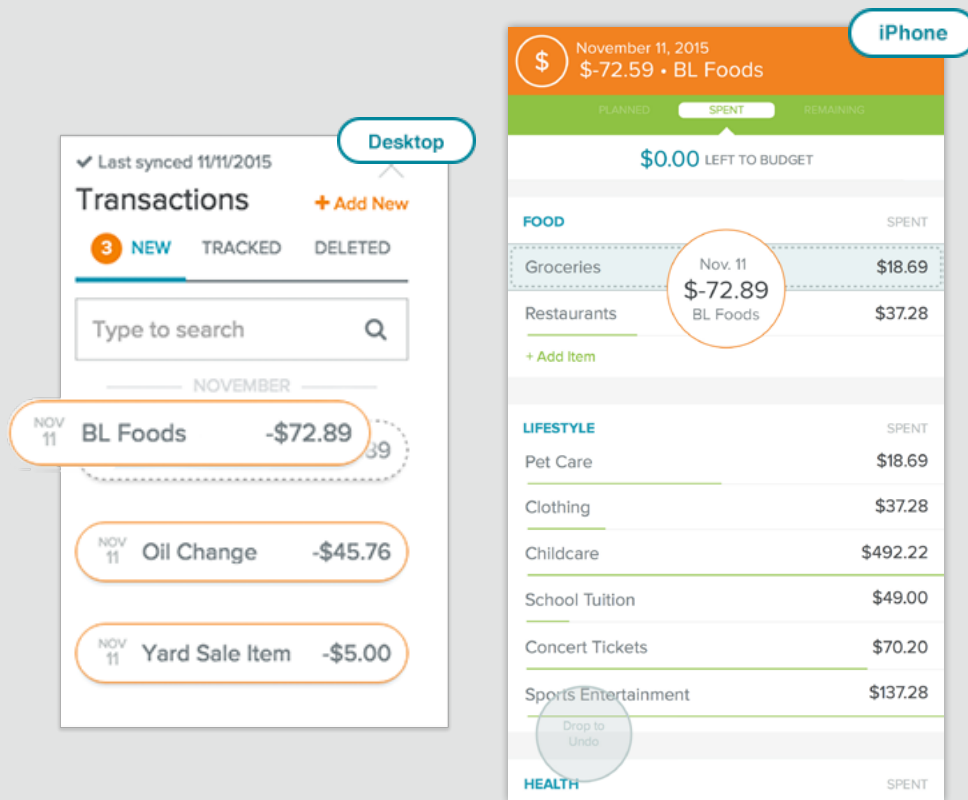 Desktop
✔ Last synced 11/11/2015
Transactions
+ Add New
3 NEW TRACKED DELETED
Type to search
NOVEMBER
NOV 11 BL Foods -$72.89
39
NOV 11 Oil Change -$45.76
NOV 11 Yard Sale Item -$5.00
iPhone
$
November 11, 2015
$-72.59 • BL Foods
PLANNED SPENT REMAINING
$0.00 LEFT TO BUDGET
FOOD SPENT
Groceries $18.69
Nov. 11
$-72.89
BL Foods
Restaurants $37.28
+ Add Item
LIFESTYLE SPENT
Pet Care $18.69
Clothing $37.28
Childcare $492.22
School Tuition $49.00
Concert Tickets $70.20
Sports Entertainment $137.28
Drop to
Undo
HEALTH SPENT